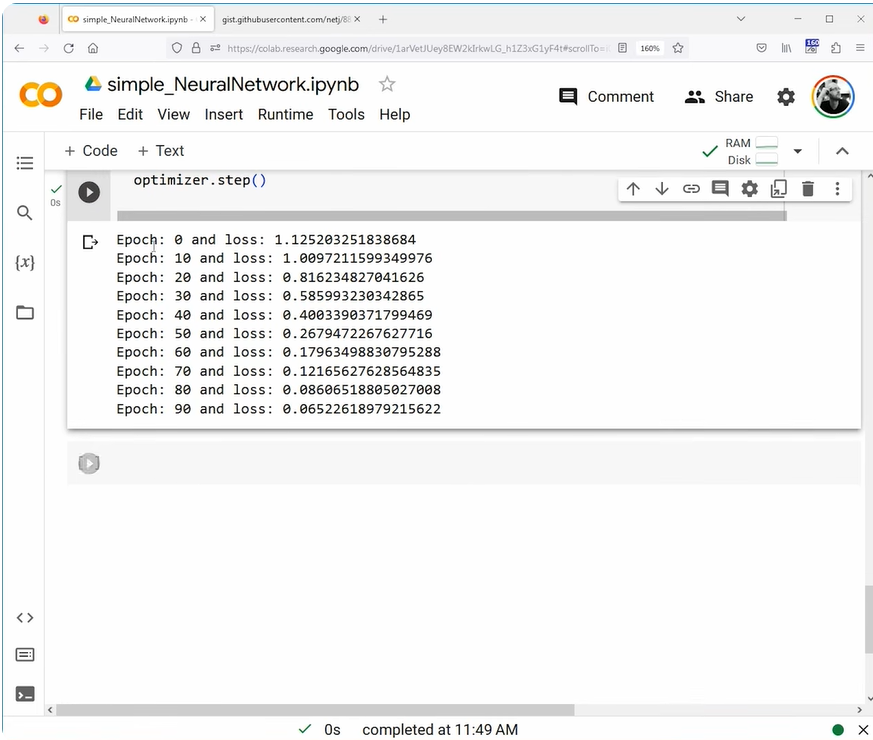 simple_NeuralNetwork.ipynb -
gist.githubusercontent.com/netj/8
https://colab.research.google.com/drive/1arVetJUey8EW2kIrkwLG_h1Z3xG1yF4t#scrollTo=
160%
160
simple_NeuralNetwork.ipynb
Comment
Share
File Edit View Insert Runtime Tools Help
+ Code + Text
RAM
Disk
optimizer.step()
0s
{x}
Epoch: 0 and loss: 1.125203251838684
Epoch: 10 and loss: 1.0097211599349976
Epoch: 20 and loss: 0.816234827041626
Epoch: 30 and loss: 0.585993230342865
Epoch: 40 and loss: 0.4003390371799469
Epoch: 50 and loss: 0.2679472267627716
Epoch: 60 and loss: 0.17963498830795288
Epoch: 70 and loss: 0.12165627628564835
Epoch: 80 and loss: 0.08606518805027008
Epoch: 90 and loss: 0.06522618979215622
0s completed at 11:49 AM